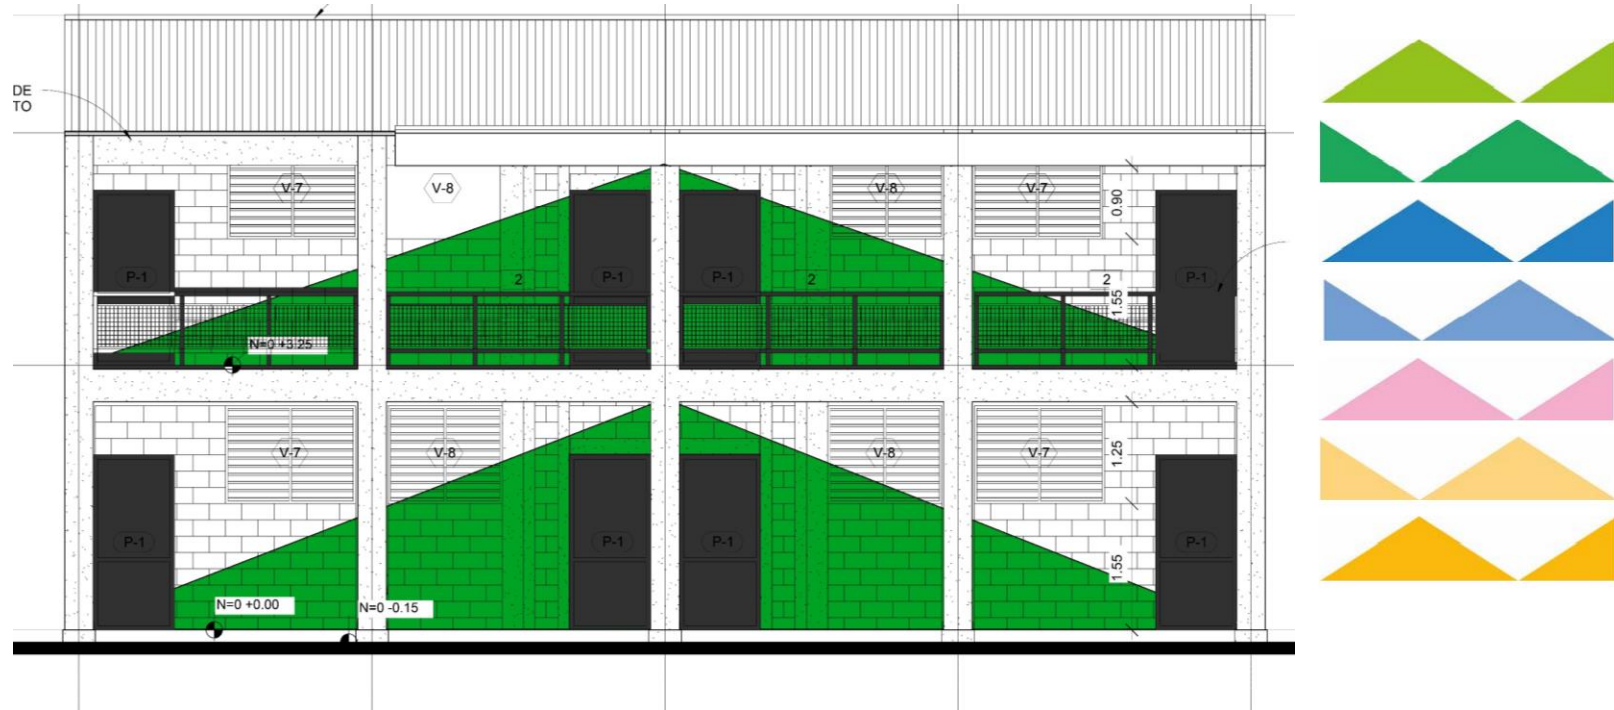 DE
TO
V-7
V-8
V-8
V-7
0.90
P-1
P-1
P-1
P-1
2
2
2
1.55
N=0 +3.25
V-7
V-8
V-8
V-7
1.25
P-1
P-1
P-1
P-1
1.55
N=0 +0.00
N=0 -0.15